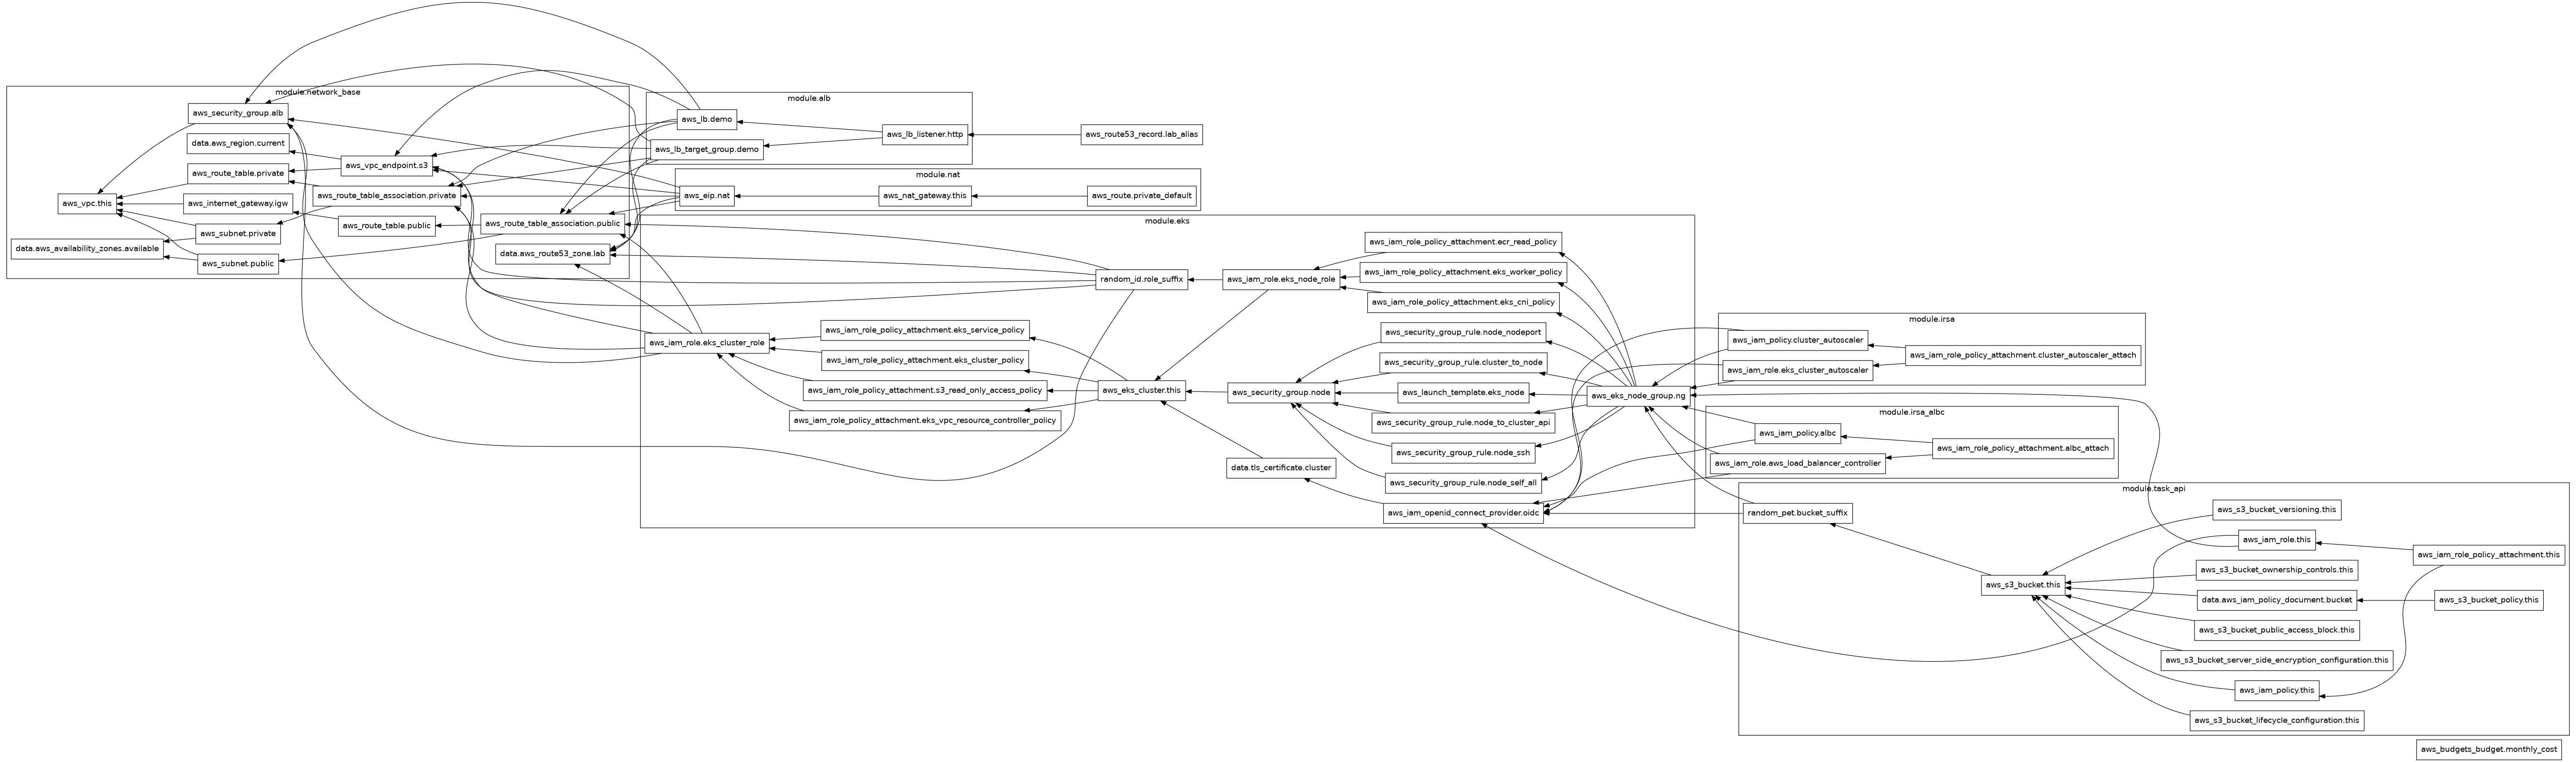 module.network_base
aws_security_group.alb
data.aws_region.current
aws_vpc_endpoint.s3
aws_route_table.private
aws_route_table_association.private
aws_vpc.this
aws_internet_gateway.igw
aws_route_table.public
aws_route_table_association.public
aws_subnet.private
data.aws_availability_zones.available
data.aws_route53_zone.lab
aws_subnet.public
module.alb
aws_lb.demo
aws_lb_listener.http
aws_lb_target_group.demo
aws_route53_record.lab_alias
module.nat
aws_eip.nat
aws_nat_gateway.this
aws_route.private_default
module.eks
aws_iam_role_policy_attachment.ecr_read_policy
random_id.role_suffix
aws_iam_role.eks_node_role
aws_iam_role_policy_attachment.eks_worker_policy
aws_iam_role_policy_attachment.eks_cni_policy
aws_iam_role.eks_cluster_role
aws_iam_role_policy_attachment.eks_service_policy
aws_iam_role_policy_attachment.eks_cluster_policy
aws_iam_role_policy_attachment.s3_read_only_access_policy
aws_iam_role_policy_attachment.eks_vpc_resource_controller_policy
aws_eks_cluster.this
aws_security_group.node
aws_security_group_rule.node_nodeport
aws_security_group_rule.cluster_to_node
aws_launch_template.eks_node
aws_security_group_rule.node_to_cluster_api
aws_security_group_rule.node_ssh
aws_security_group_rule.node_self_all
aws_eks_node_group.ng
data.tls_certificate.cluster
aws_iam_openid_connect_provider.oidc
module.irsa
aws_iam_policy.cluster_autoscaler
aws_iam_role_policy_attachment.cluster_autoscaler_attach
aws_iam_role.eks_cluster_autoscaler
module.irsa_albc
aws_iam_policy.albc
aws_iam_role_policy_attachment.albc_attach
aws_iam_role.aws_load_balancer_controller
module.task_api
random_pet.bucket_suffix
aws_s3_bucket_versioning.this
aws_iam_role.this
aws_iam_role_policy_attachment.this
aws_s3_bucket_ownership_controls.this
aws_s3_bucket.this
data.aws_iam_policy_document.bucket
aws_s3_bucket_policy.this
aws_s3_bucket_public_access_block.this
aws_s3_bucket_server_side_encryption_configuration.this
aws_iam_policy.this
aws_s3_bucket_lifecycle_configuration.this
aws_budgets_budget.monthly_cost